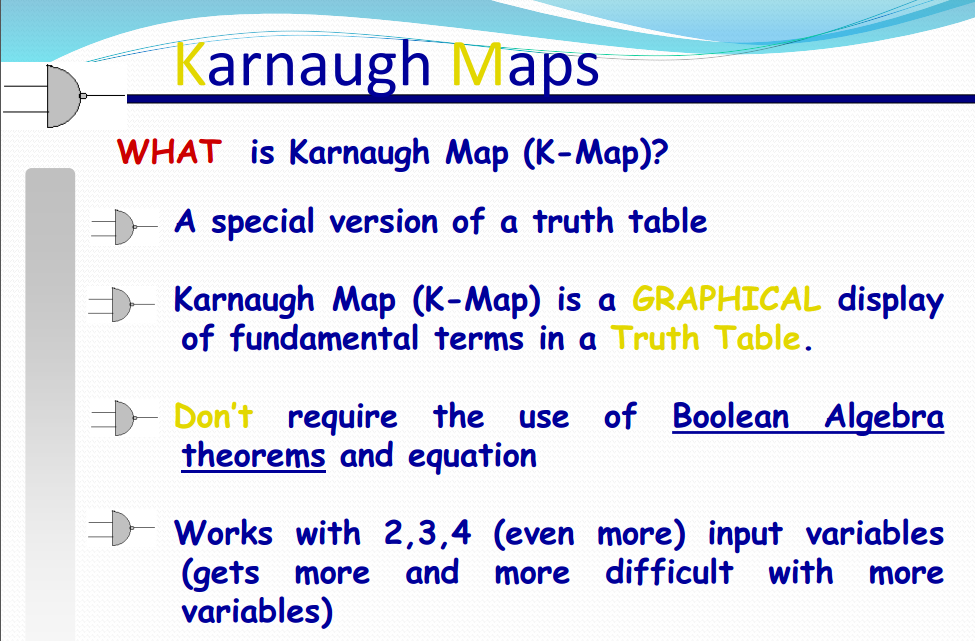 Karnaugh Maps
WHAT is Karnaugh Map (K-Map)?
A special version of a truth table
Karnaugh Map (K-Map) is a GRAPHICAL display
of fundamental terms in a Truth Table.
Don't require the use of Boolean Algebra
theorems and equation
Works with 2,3,4 (even more) input variables
(gets more and more difficult with more
variables)